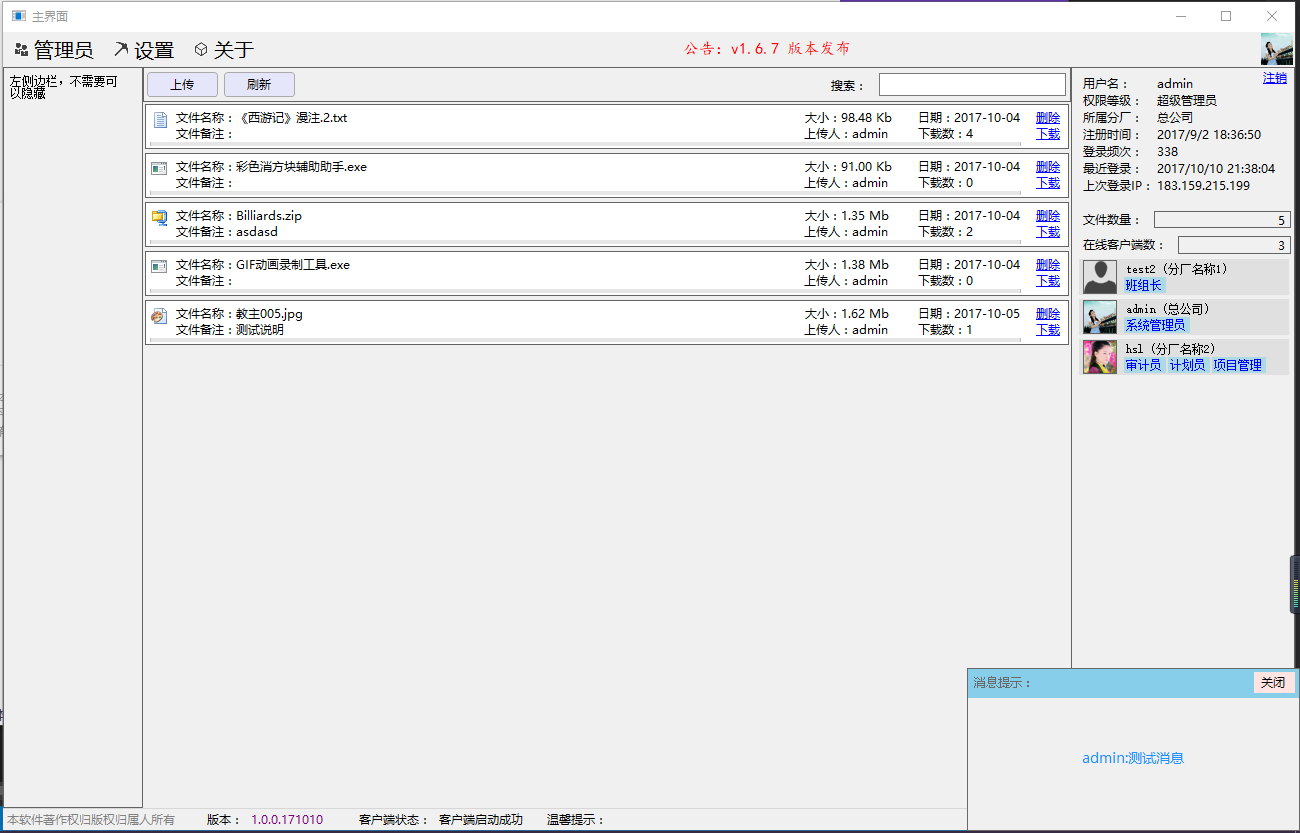 主界面
管理员 设置 关于 公告：v1.6.7 版本发布
左侧边栏，不需要可
以隐藏
上传 刷新 搜索：
文件名称：《西游记》漫注.2.txt 大小：98.48 Kb 日期：2017-10-04 删除
文件备注： 上传人：admin 下载数：4 下载
文件名称：彩色消方块辅助助手.exe 大小：91.00 Kb 日期：2017-10-04 删除
文件备注： 上传人：admin 下载数：0 下载
文件名称：Billiards.zip 大小：1.35 Mb 日期：2017-10-04 删除
文件备注：asdasd 上传人：admin 下载数：2 下载
文件名称：GIF动画录制工具.exe 大小：1.38 Mb 日期：2017-10-04 删除
文件备注： 上传人：admin 下载数：0 下载
文件名称：教主005.jpg 大小：1.62 Mb 日期：2017-10-05 删除
文件备注：测试说明 上传人：admin 下载数：1 下载
注销
用户名： admin
权限等级： 超级管理员
所属分厂： 总公司
注册时间： 2017/9/2 18:36:50
登录频次： 338
最近登录： 2017/10/10 21:38:04
上次登录IP： 183.159.215.199
文件数量： 5
在线客户端数： 3
test2（分厂名称1）
班组长
admin（总公司）
系统管理员
hsl（分厂名称2）
审计员 计划员 项目管理
消息提示： 关闭
admin:测试消息
本软件著作权归版权归属人所有 版本： 1.0.0.171010 客户端状态： 客户端启动成功 温馨提示：